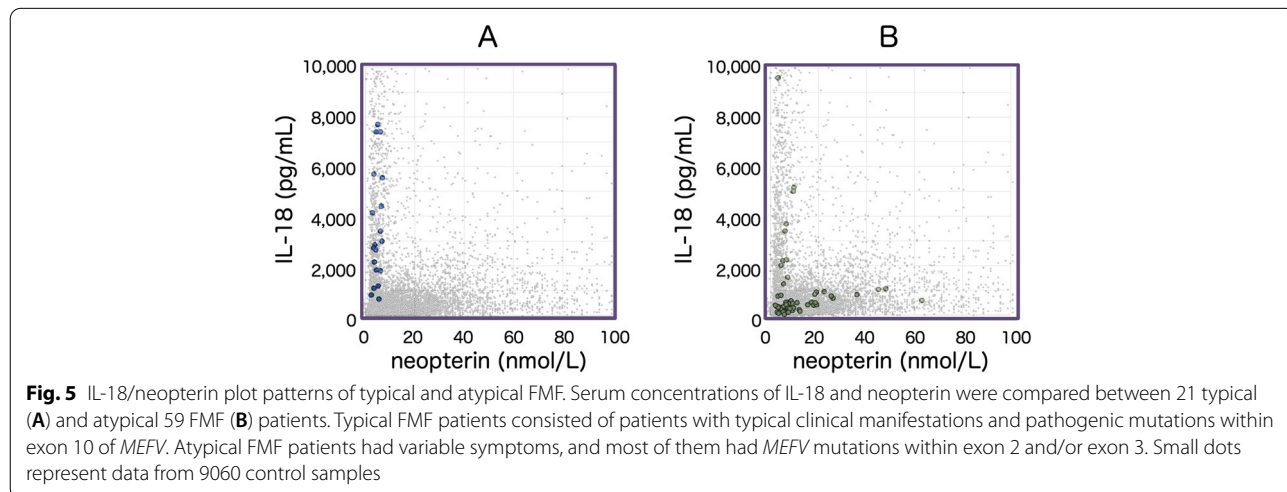 A
B
10,000
8,000
6,000
4,000
2,000
0
IL-18 (pg/mL)
0 20 40 60 80 100
neopterin (nmol/L)
10,000
8,000
6,000
4,000
2,000
0
IL-18 (pg/mL)
0 20 40 60 80 100
neopterin (nmol/L)
Fig. 5 IL-18/neopterin plot patterns of typical and atypical FMF. Serum concentrations of IL-18 and neopterin were compared between 21 typical
(A) and atypical 59 FMF (B) patients. Typical FMF patients consisted of patients with typical clinical manifestations and pathogenic mutations within
exon 10 of MEFV. Atypical FMF patients had variable symptoms, and most of them had MEFV mutations within exon 2 and/or exon 3. Small dots
represent data from 9060 control samples